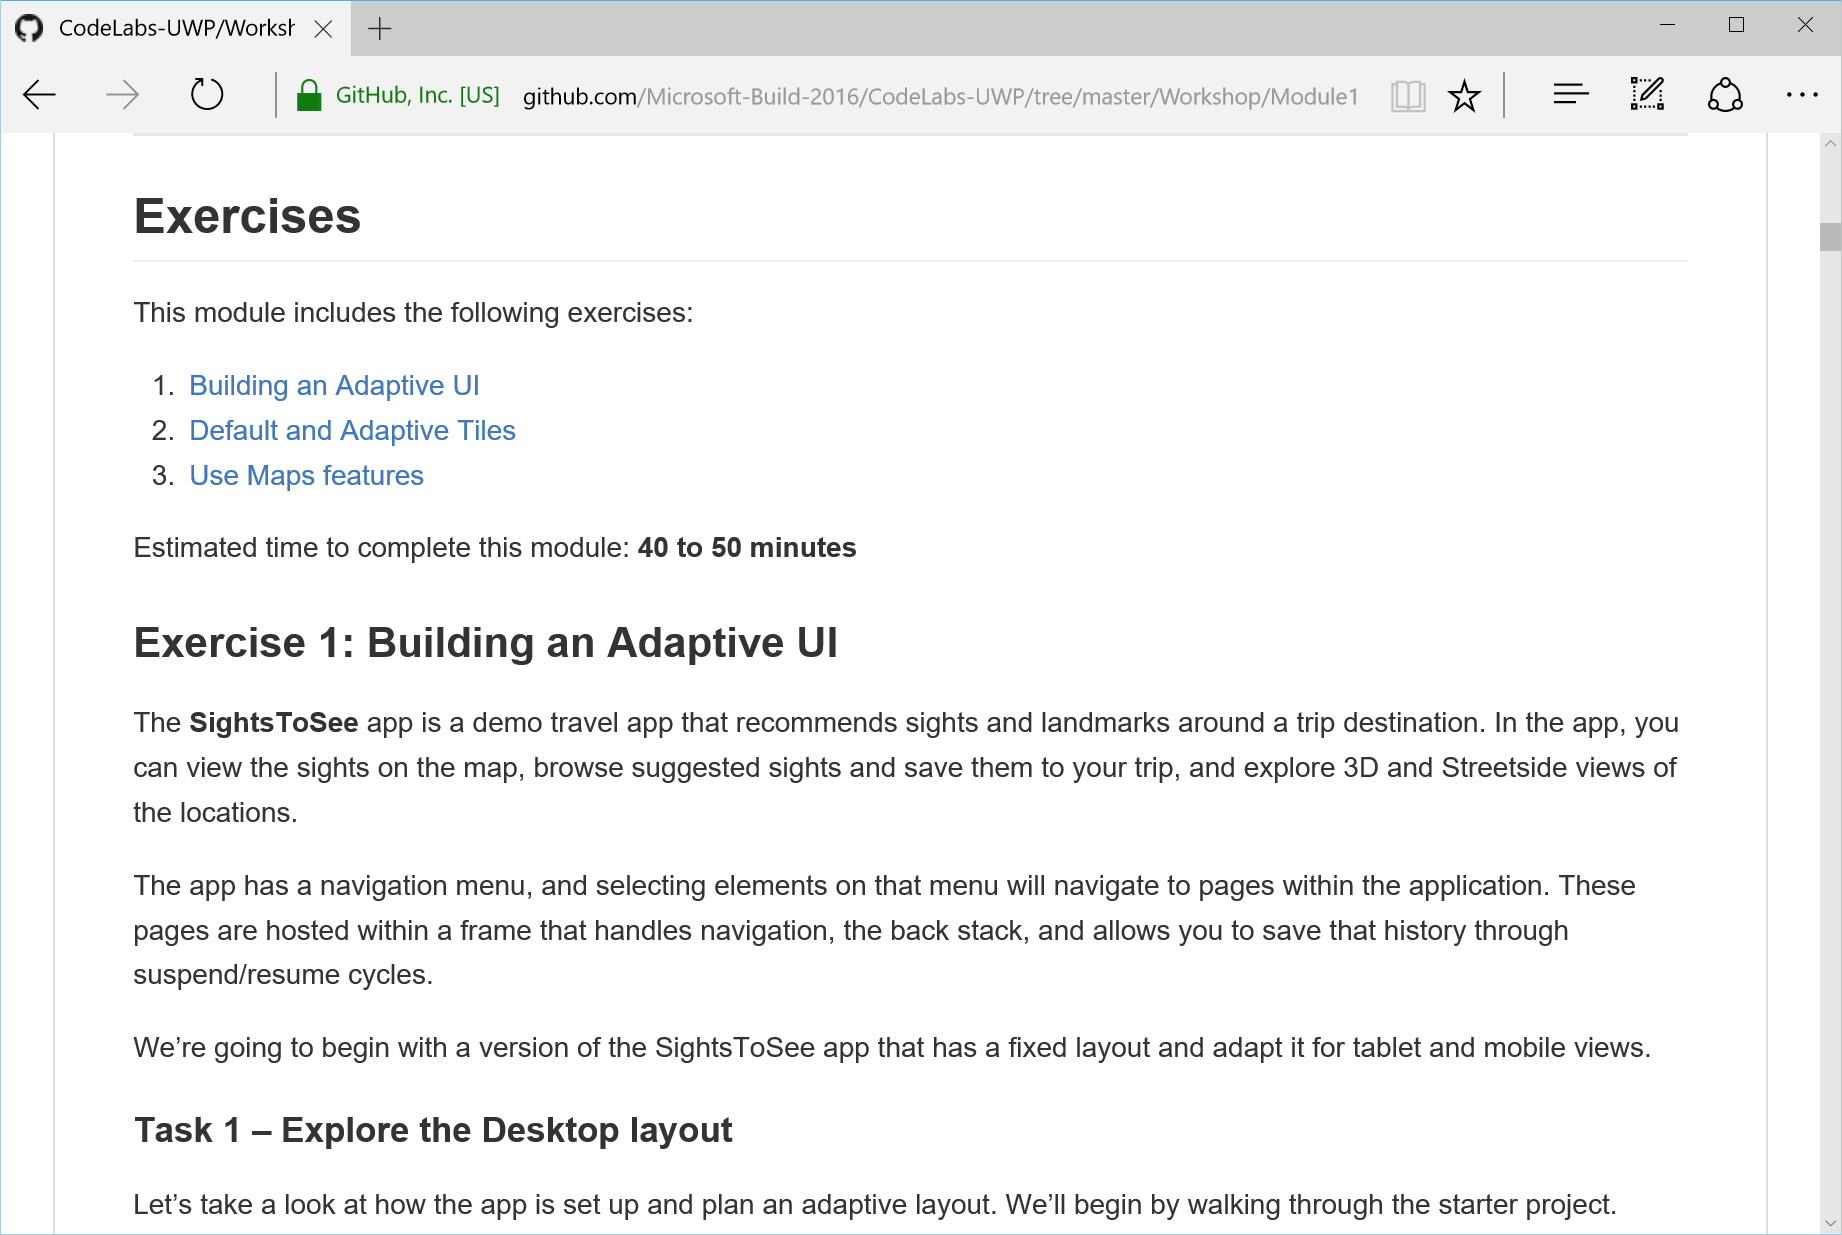 CodeLabs-UWP/Worksh
GitHub, Inc. [US] github.com/Microsoft-Build-2016/CodeLabs-UWP/tree/master/Workshop/Module1
Exercises
This module includes the following exercises:
1. Building an Adaptive UI
2. Default and Adaptive Tiles
3. Use Maps features
Estimated time to complete this module: 40 to 50 minutes
Exercise 1: Building an Adaptive UI
The SightsToSee app is a demo travel app that recommends sights and landmarks around a trip destination. In the app, you
can view the sights on the map, browse suggested sights and save them to your trip, and explore 3D and Streetside views of
the locations.
The app has a navigation menu, and selecting elements on that menu will navigate to pages within the application. These
pages are hosted within a frame that handles navigation, the back stack, and allows you to save that history through
suspend/resume cycles.
We’re going to begin with a version of the SightsToSee app that has a fixed layout and adapt it for tablet and mobile views.
Task 1 – Explore the Desktop layout
Let’s take a look at how the app is set up and plan an adaptive layout. We’ll begin by walking through the starter project.